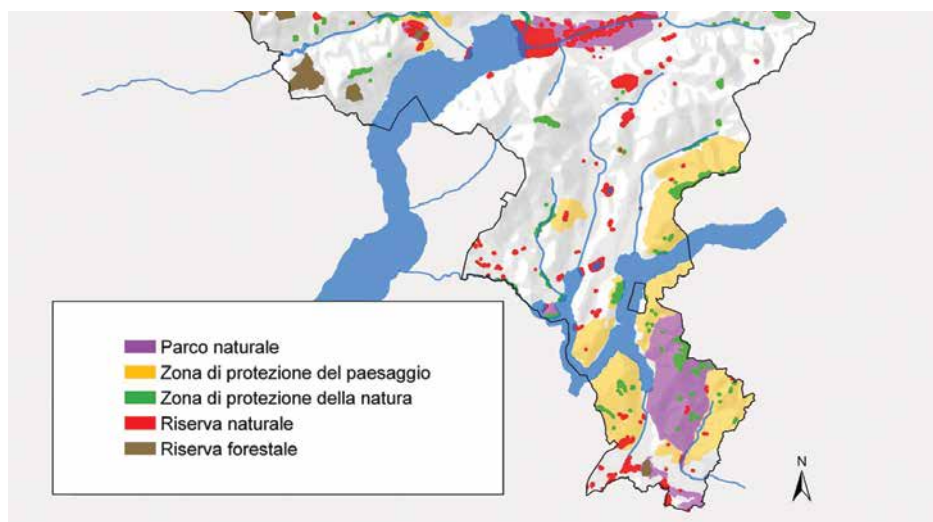 Parco naturale
Zona di protezione del paesaggio
Zona di protezione della natura
Riserva naturale
Riserva forestale
N